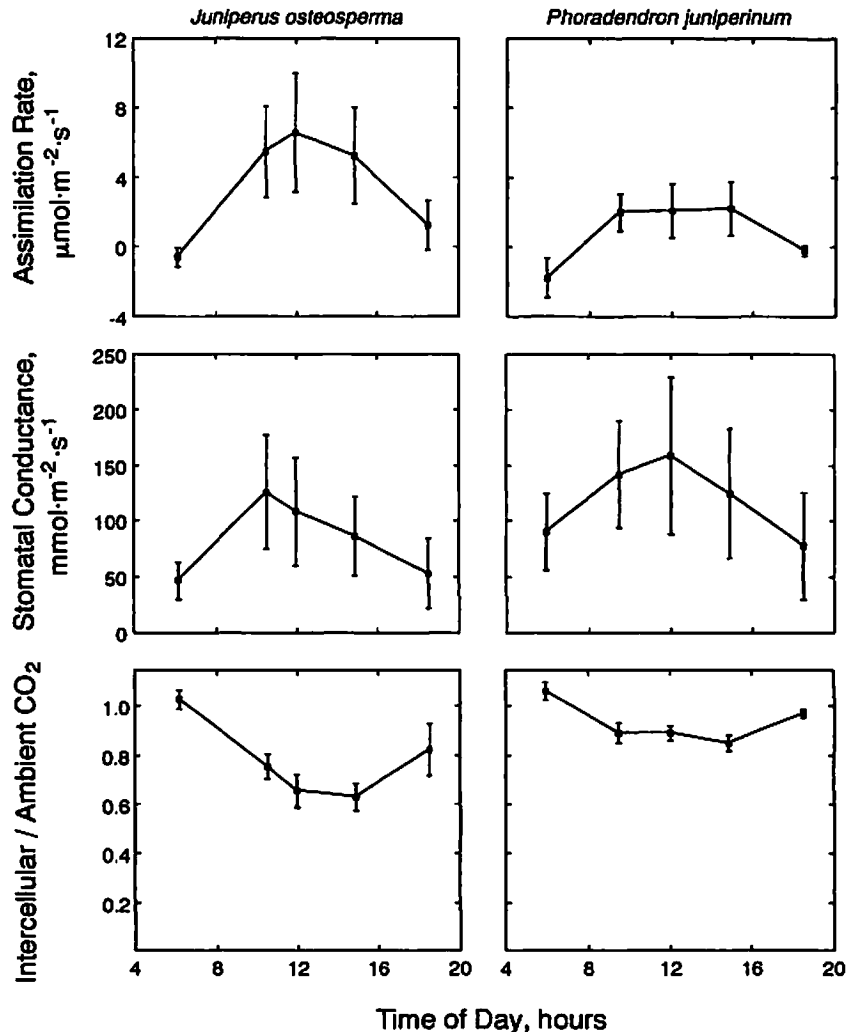 Juniperus osteosperma
Phoradendron juniperinum
Assimilation Rate,
µmol·m⁻²·s⁻¹
12
8
4
0
-4
Stomatal Conductance,
mmol·m⁻²·s⁻¹
250
200
150
100
50
0
Intercellular / Ambient CO₂
1.0
0.8
0.6
0.4
0.2
4 8 12 16 20
4 8 12 16 20
Time of Day, hours